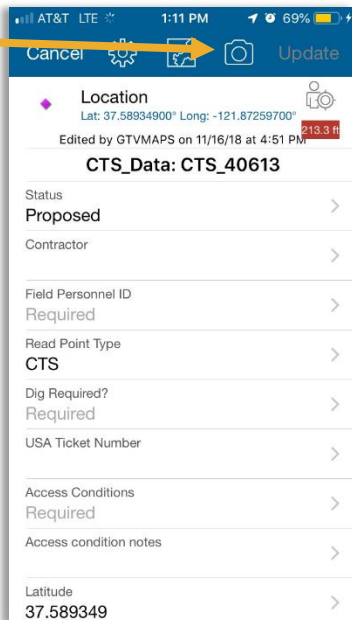 AT&T LTE 1:11 PM 69%
Cancel Update
Location
Lat: 37.58934900° Long: -121.87259700°
213.3 ft
Edited by GTVMAPS on 11/16/18 at 4:51 PM
CTS_Data: CTS_40613
Status
Proposed
Contractor
Field Personnel ID
Required
Read Point Type
CTS
Dig Required?
Required
USA Ticket Number
Access Conditions
Required
Access condition notes
Latitude
37.589349